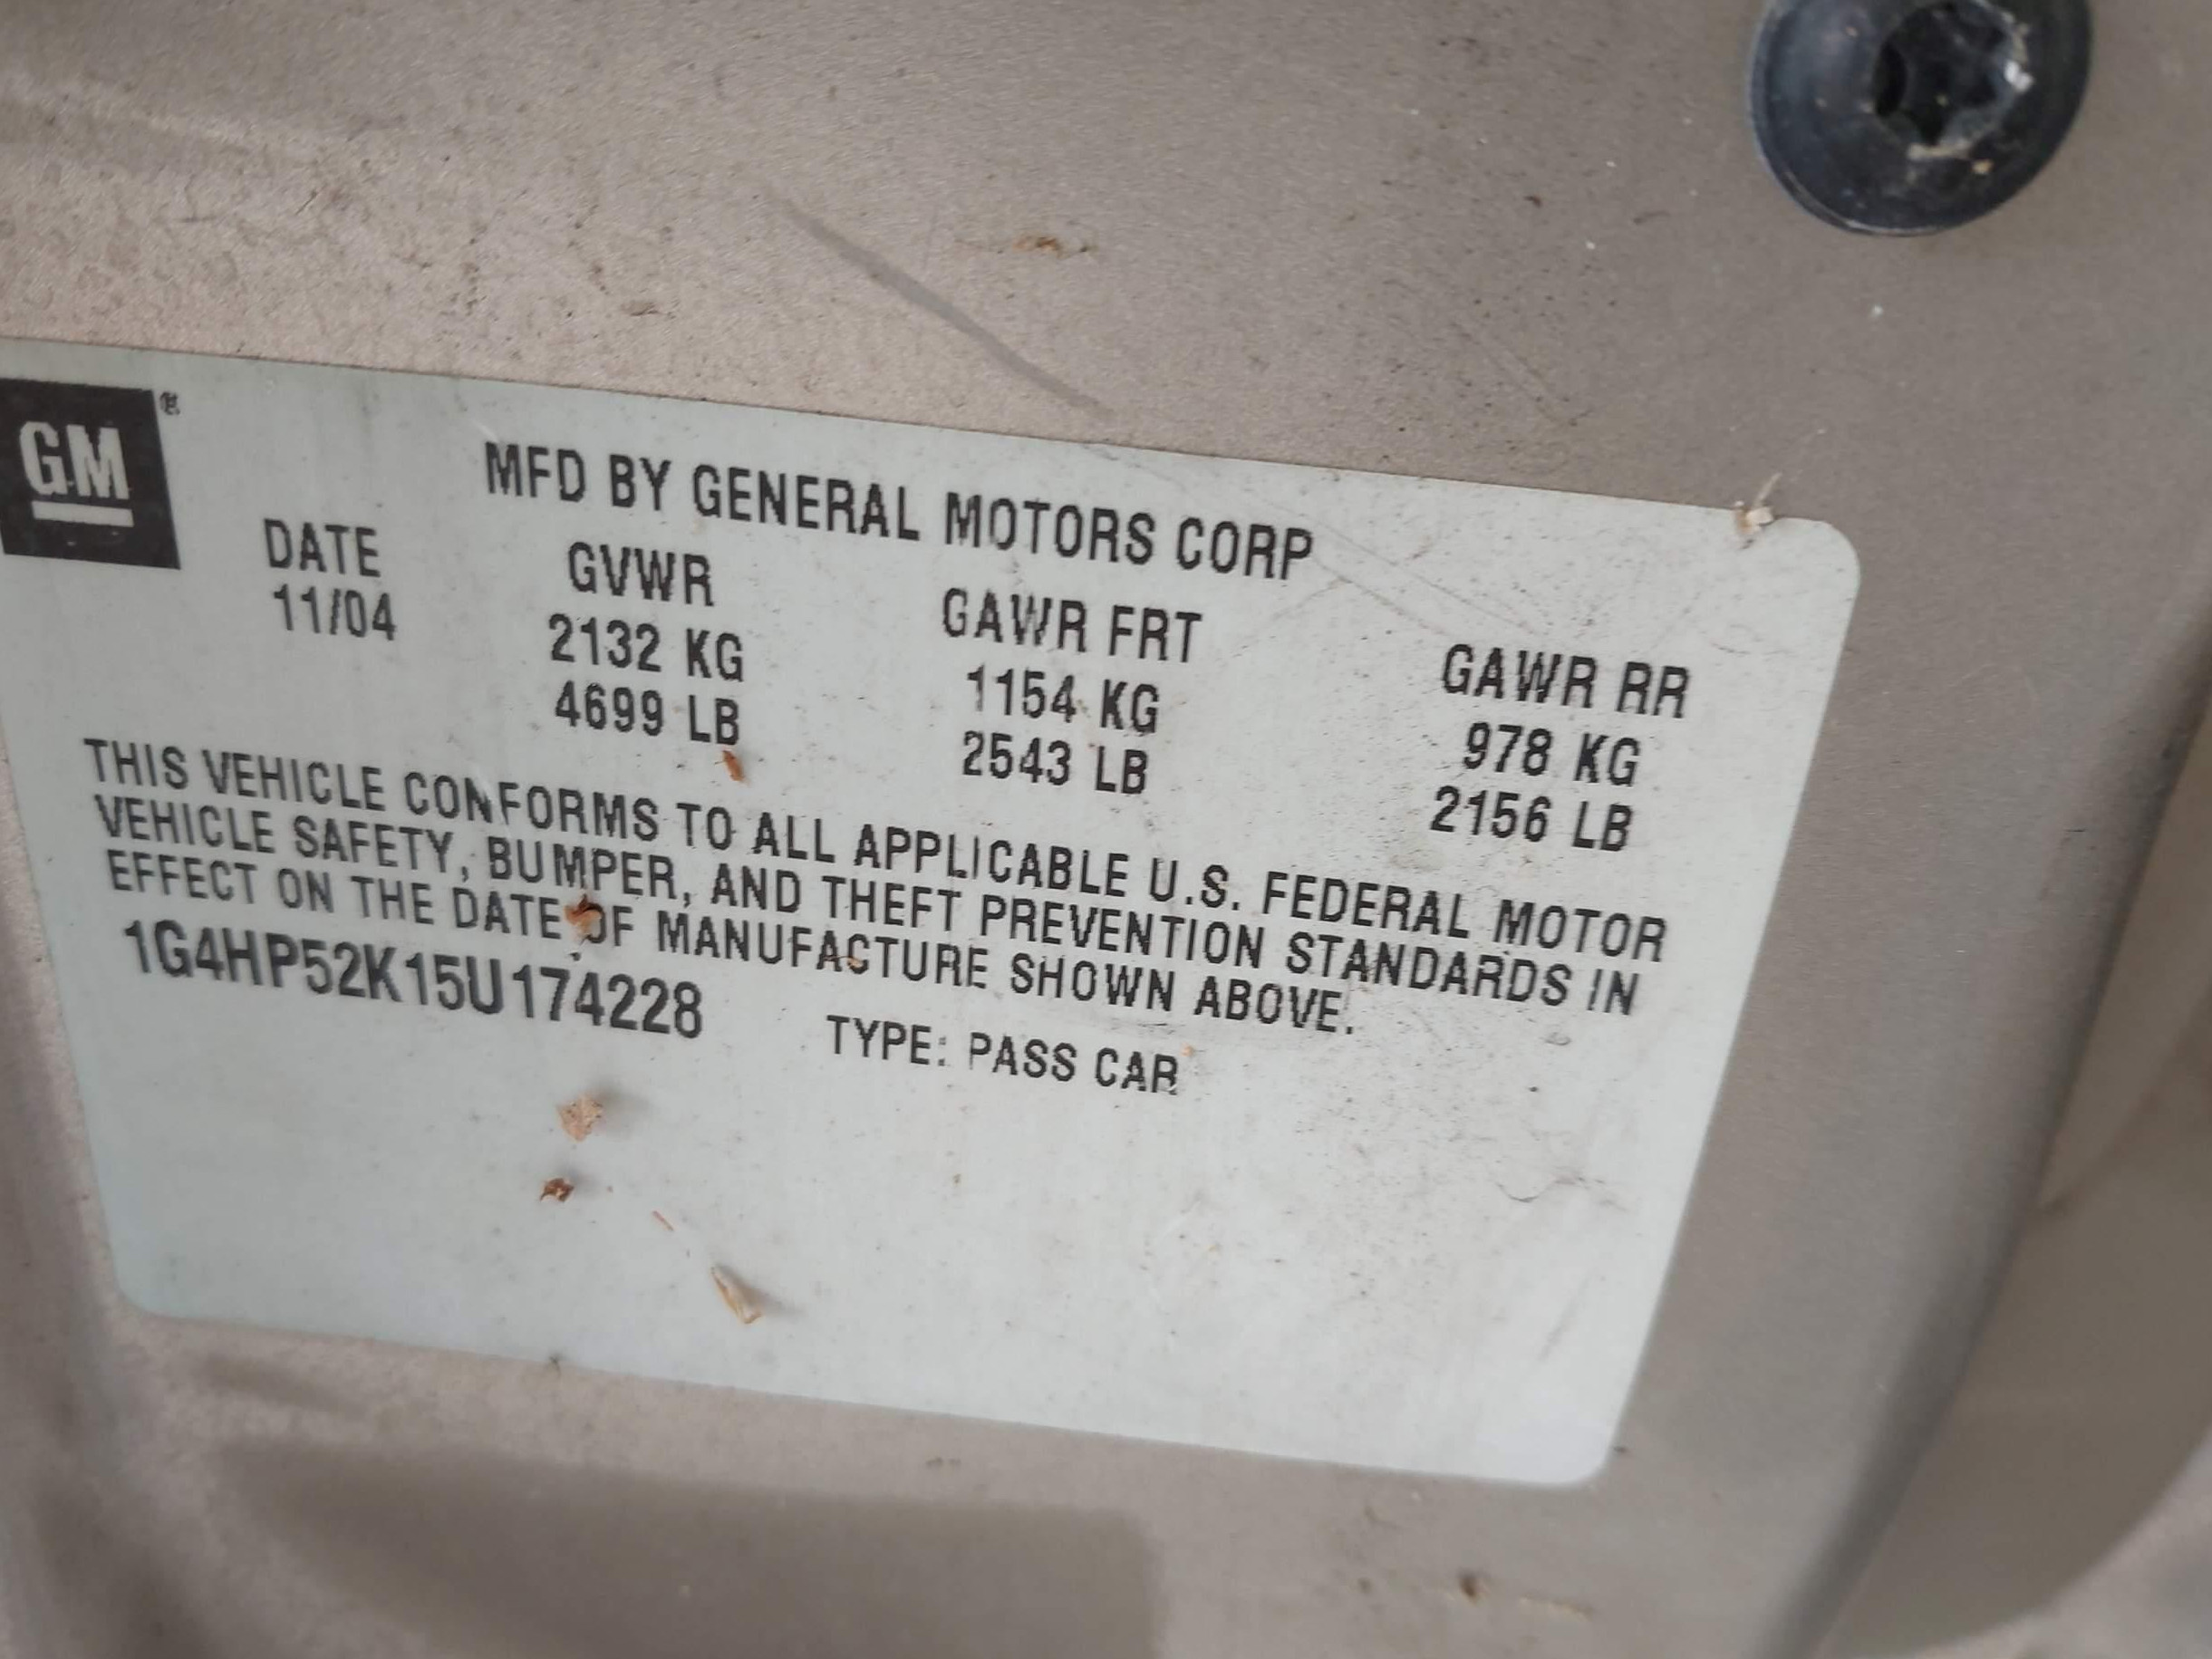 GM ®
MFD BY GENERAL MOTORS CORP
DATE GVWR GAWR FRT GAWR RR
11/04 2132 KG 1154 KG 978 KG
4699 LB 2543 LB 2156 LB
THIS VEHICLE CONFORMS TO ALL APPLICABLE U.S. FEDERAL MOTOR
VEHICLE SAFETY, BUMPER, AND THEFT PREVENTION STANDARDS IN
EFFECT ON THE DATE OF MANUFACTURE SHOWN ABOVE.
1G4HP52K15U174228 TYPE: PASS CAR